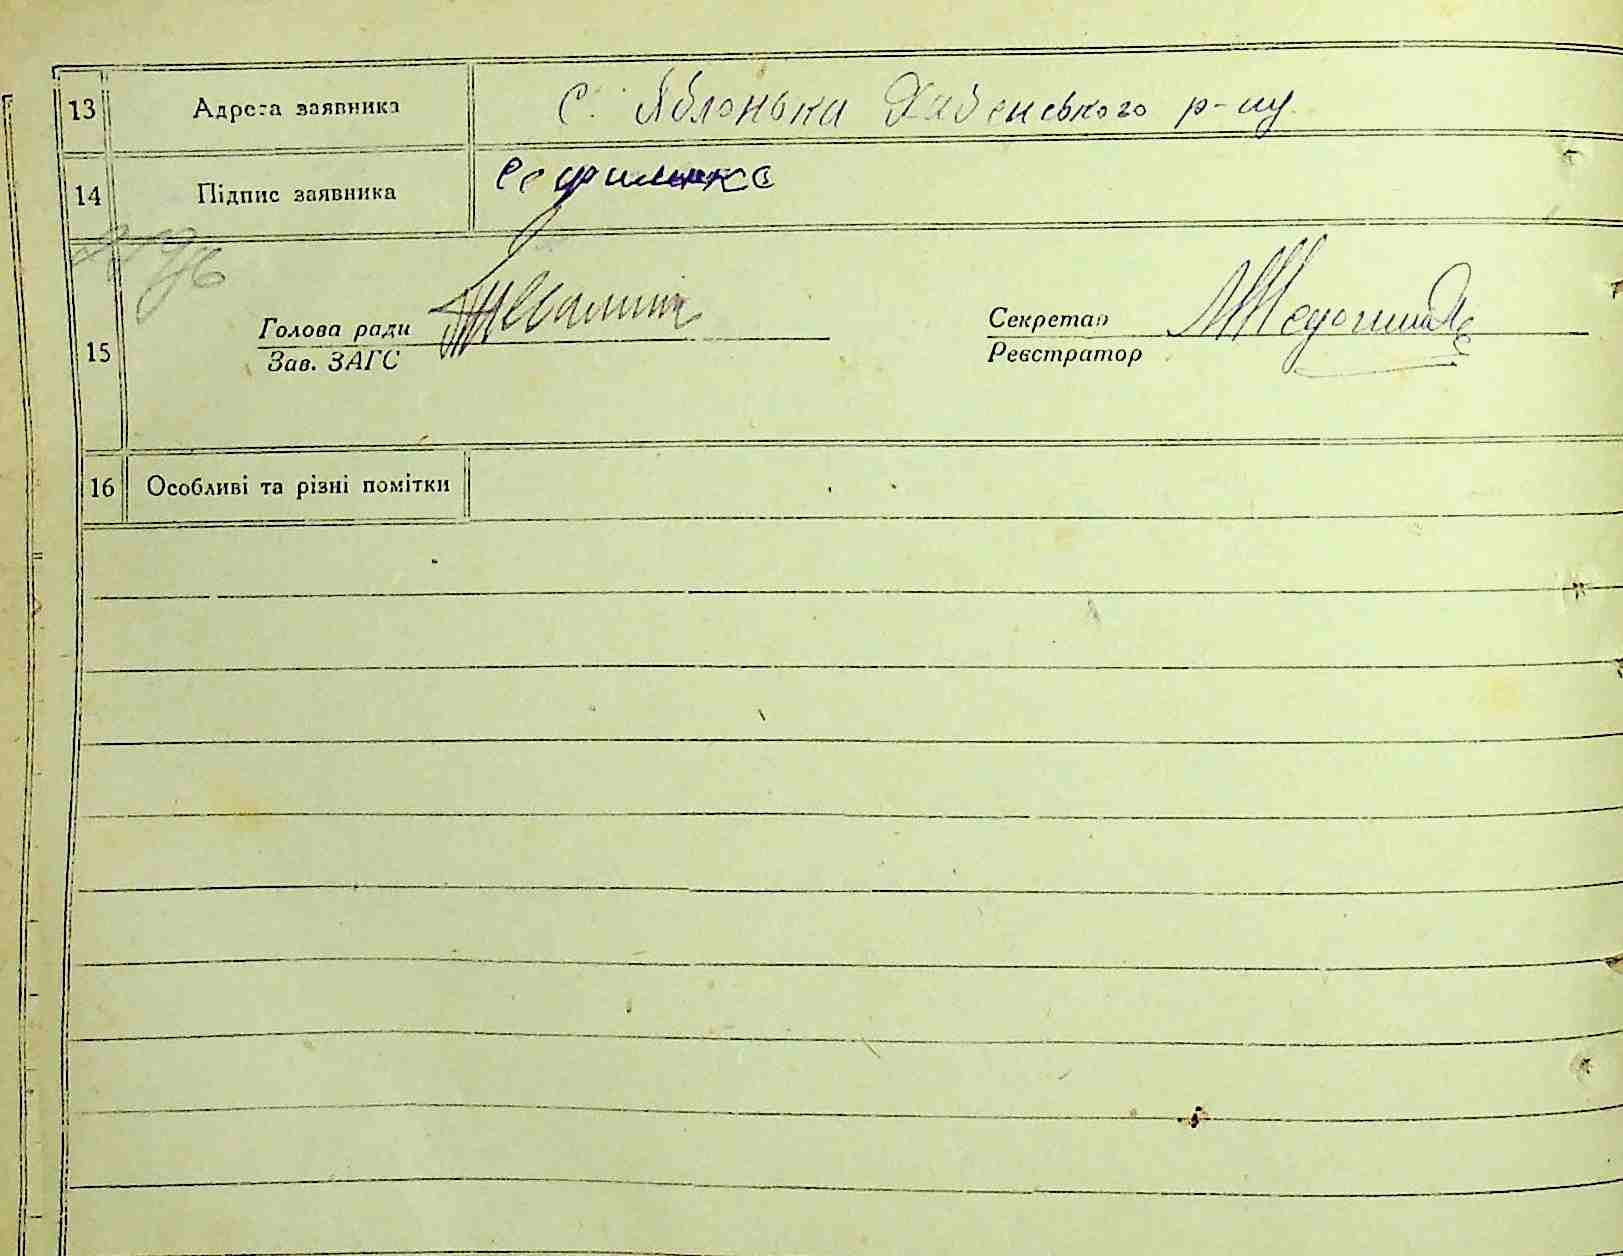 13 Адреса заявника С. Яблонька Хабенського р-ну
14 Підпис заявника
15 Голова ради Секретар
Зав. ЗАГС Реєстратор
16 Особливі та різні помітки